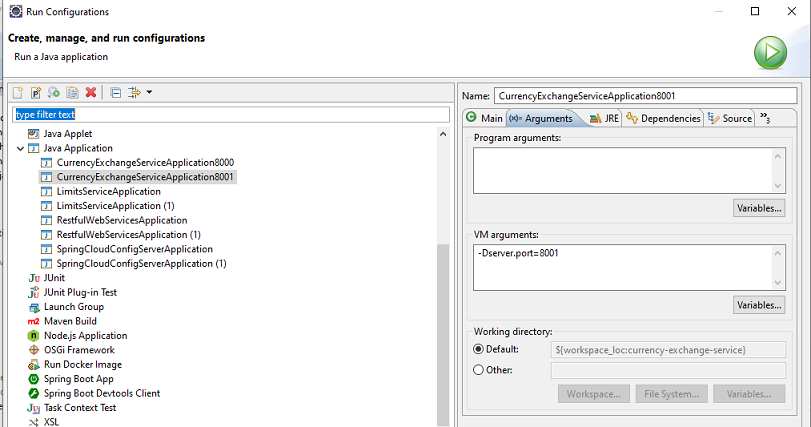 Run Configurations
Create, manage, and run configurations
Run a Java application
type filter text
Java Applet
Java Application
CurrencyExchangeServiceApplication8000
CurrencyExchangeServiceApplication8001
LimitsServiceApplication
LimitsServiceApplication (1)
RestfulWebServicesApplication
RestfulWebServicesApplication (1)
SpringCloudConfigServerApplication
SpringCloudConfigServerApplication (1)
JUnit
JUnit Plug-in Test
Launch Group
Maven Build
Node.js Application
OSGi Framework
Run Docker Image
Spring Boot App
Spring Boot Devtools Client
Task Context Test
XSL
Name: CurrencyExchangeServiceApplication8001
Main (x)= Arguments JRE Dependencies Source »3
Program arguments:
Variables...
VM arguments:
-Dserver.port=8001
Variables...
Working directory:
Default: ${workspace_loc:currency-exchange-service}
Other:
Workspace... File System... Variables...